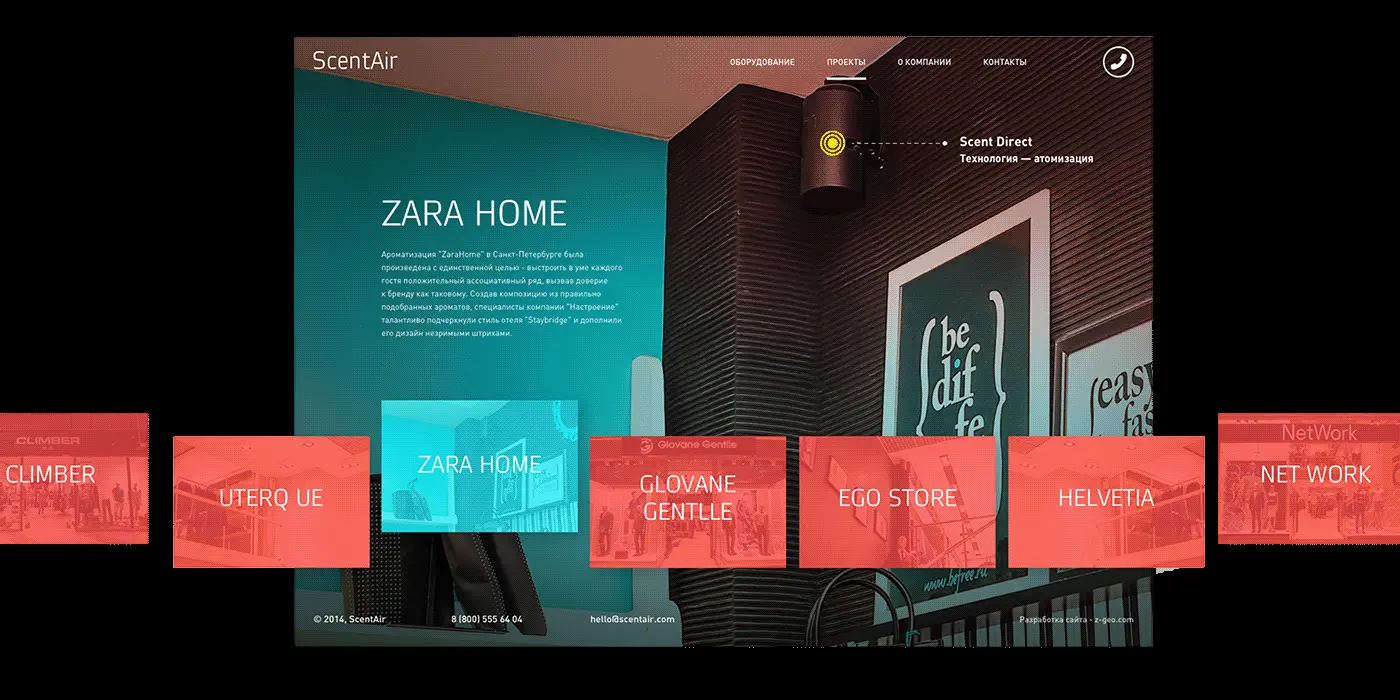 ScentAir
ОБОРУДОВАНИЕ ПРОЕКТЫ О КОМПАНИИ КОНТАКТЫ
Scent Direct
Технология — атомизация
ZARA HOME
Ароматизация "ZaraHome" в Санкт-Петербурге была
произведена с единственной целью - выстроить в уме каждого
гостя положительный ассоциативный ряд, вызвав доверие
к бренду как таковому. Создав композицию из правильно
подобранных ароматов, специалисты компании "Настроение"
талантливо подчеркнули стиль отеля "Staybridge" и дополнили
его дизайн незримыми штрихами.
{be
dif
fe
{easy
fas
CLIMBER
CLIMBER
UTERQ UE
ZARA HOME
Glovane Gentlle
GLOVANE
GENTLLE
EGO STORE
HELVETIA
NetWork
NET WORK
www.befree.ru
© 2014, ScentAir 8 (800) 555 64 04 hello@scentair.com Разработка сайта - z-geo.com